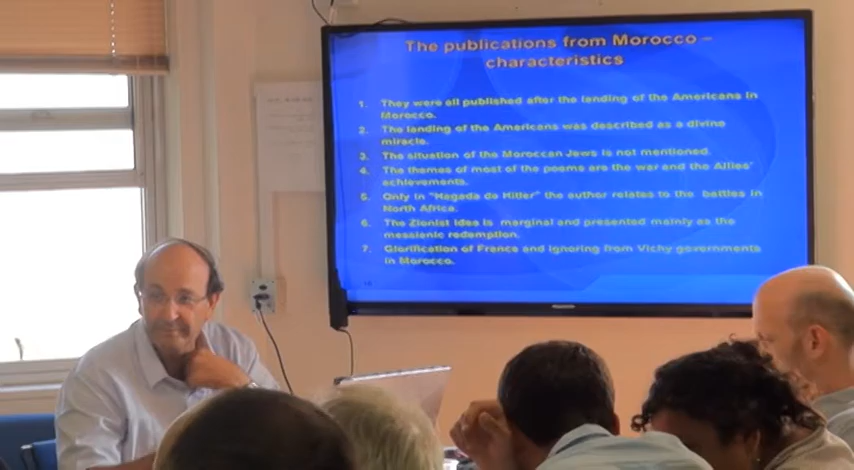 The publications from Morocco –
characteristics
1. They were all published after the landing of the Americans in
Morocco.
2. The landing of the Americans was described as a divine
miracle.
3. The situation of the Moroccan Jews is not mentioned.
4. The themes of most of the poems are the war and the Allies'
achievements.
5. Only in "Hagada de Hitler" the author relates to the battles in
North Africa.
6. The Zionist idea is marginal and presented mainly as the
messianic redemption.
7. Glorification of France and ignoring from Vichy governments
in Morocco.